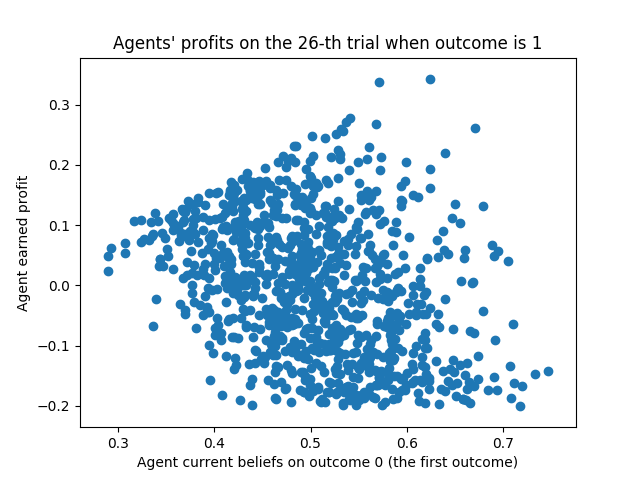 Agents' profits on the 26-th trial when outcome is 1
Agent earned profit
0.3
0.2
0.1
0.0
−0.1
−0.2
0.3 0.4 0.5 0.6 0.7
Agent current beliefs on outcome 0 (the first outcome)